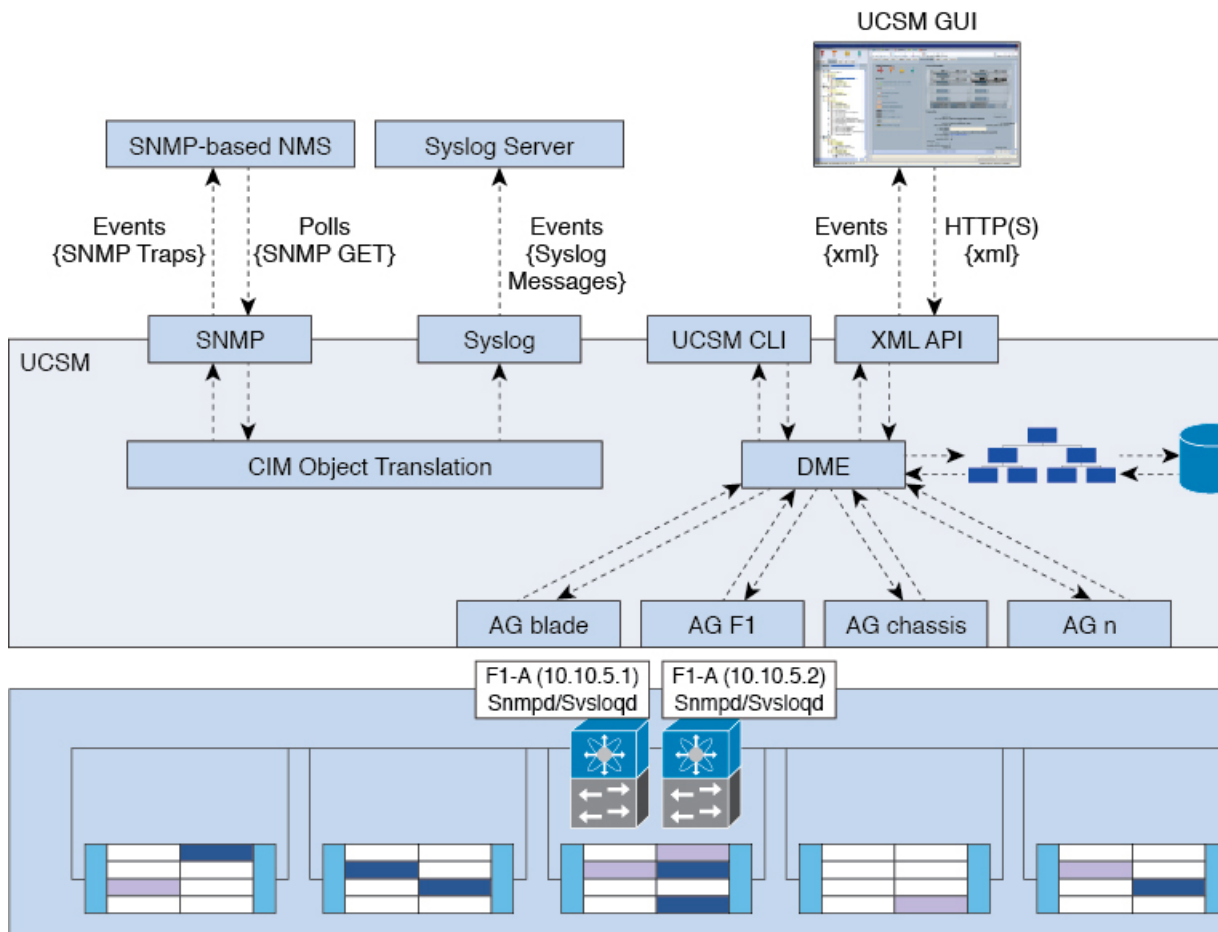 UCSM GUI
SNMP-based NMS
Syslog Server
Events
{SNMP Traps}
Polls
{SNMP GET}
Events
{Syslog
Messages}
Events
{xml}
HTTP(S)
{xml}
UCSM
SNMP
Syslog
UCSM CLI
XML API
CIM Object Translation
DME
AG blade
AG F1
AG chassis
AG n
F1-A (10.10.5.1)
Snmpd/Svsloqd
F1-A (10.10.5.2)
Snmpd/Svsloqd